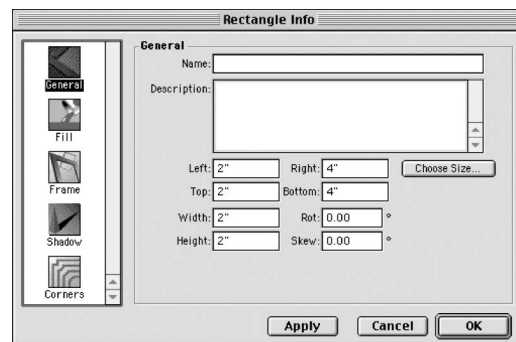 Rectangle Info
General
Fill
Frame
Shadow
Corners
General
Name:
Description:
Left: 2" Right: 4" Choose Size...
Top: 2" Bottom: 4"
Width: 2" Rot: 0.00 °
Height: 2" Skew: 0.00 °
Apply Cancel OK